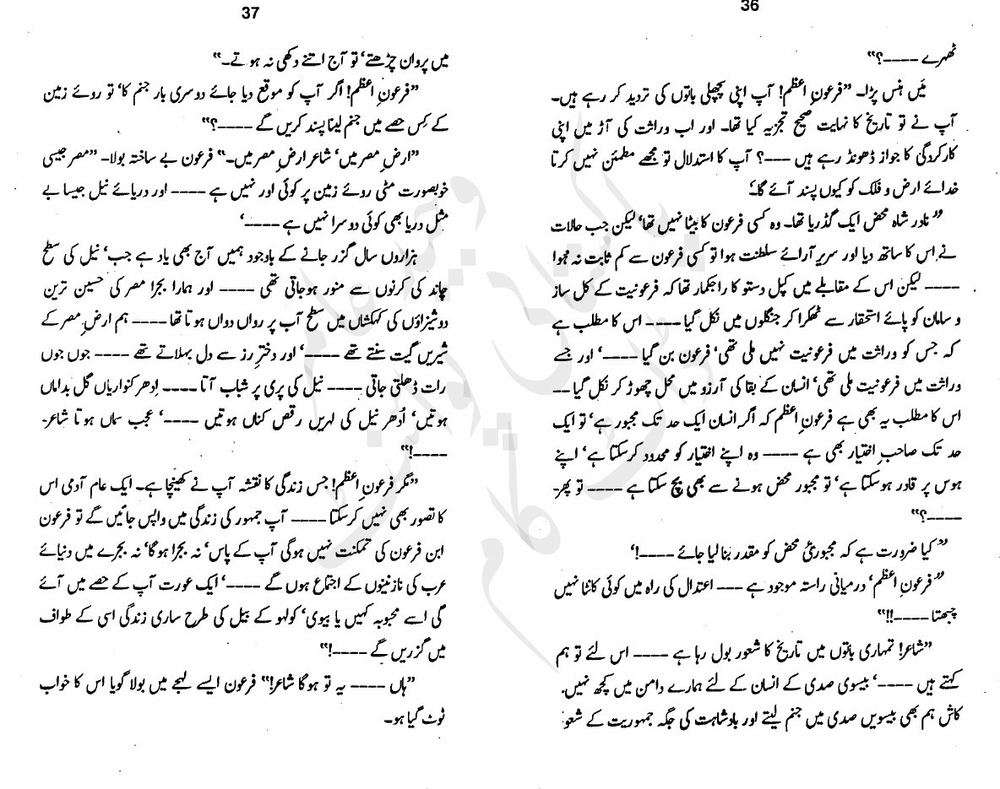 36
ٹھہرے ----؟"
میَں ہنس پڑا۔ "فرعونِ اعظم! آپ اپنی پچھلی باتوں کی تردید کر رہے ہیں۔
آپ نے تو تاریخ کا نہایت صحیح تجزیہ کیا تھا۔ اور اب وراثت کی آڑ میں اپنی
کارکردگی کا جواز ڈھونڈ رہے ہیں ---؟ آپ کا استدلال تو مجھے مطمئن نہیں کرتا
خدائے ارض و فلک کو کیوں پسند آئے گا۔'
"نادر شاہ محض ایک گڈریا تھا۔ وہ کسی فرعون کا بیٹا نہیں تھا' لیکن جب حالات
نے اس کا ساتھ دیا اور سریر آرائے سلطنت ہوا تو کسی فرعون سے کم ثابت نہ ہوا
---- لیکن اس کے مقابلے میں کپل دستو کا راجکمار تھا کہ فرعونیت کے کل ساز
و سامان کو پائے استحقار سے ٹھکرا کر جنگلوں میں نکل گیا ---- اس کا مطلب ہے
کہ جس کو وراثت میں فرعونیت نہیں ملی تھی' فرعون بن گیا ----' اور جسے
وراثت میں فرعونیت ملی تھی' انسان کے بقا کی آرزو میں محل چھوڑ کر نکل گیا ---
اس کا مطلب یہ بھی ہے فرعونِ اعظم کہ اگر انسان ایک حد تک مجبور ہے' تو ایک
حد تک صاحبِ اختیار بھی ہے ---- وہ اپنے اختیار کو محدود کر سکتا ہے' اپنے
ہوس پر قادر ہو سکتا ہے' تو مجبور محض ہونے سے بھی بچ سکتا ہے ---- تو پھر۔
----؟"
"کیا ضرورت ہے کہ مجبوریٔ محض کو مقدر بنا لیا جائے ----!'
"فرعونِ اعظم' درمیانی راستہ موجود ہے --- اعتدال کی راہ میں کوئی کانٹا نہیں
چبھتا ----!!"
"شاعر! تمہاری باتوں میں تاریخ کا شعور بول رہا ہے ---- اس لئے تو ہم
کہتے ہیں ----' بیسوی صدی کے انسان کے لئے ہمارے دامن میں کچھ نہیں۔
کاش ہم بھی بیسویں صدی میں جنم لیتے اور بادشاہت کی جگہ جمہوریت کے شعو
37
میں پروان چڑھتے' تو آج اتنے دکھی نہ ہوتے۔"
"فرعونِ اعظم! اگر آپ کو موقع دیا جائے دوسری بار جنم کا' تو روئے زمین
کے کِس حصے میں جنم لینا پسند کریں گے ----؟"
"ارضِ مصر میں' شاعر ارضِ مصر میں۔" فرعون بے ساختہ بولا۔ "مصر جیسی
خوبصورت مٹی روئے زمین پر کوئی اور نہیں ہے ---- اور دریائے نیل جیسا بے
مثل دریا بھی کوئی دوسرا نہیں ہے ----'
ہزاروں سال گزر جانے کے باوجود ہمیں آج بھی یاد ہے جب' نیل کی سطح
چاند کی کرنوں سے منور ہو جاتی تھی ---- اور ہمارا بجرا مصر کی حسین ترین
دوشیزاؤں کی کہکشاں میں سطحِ آب پر رواں دواں ہوتا تھا ---- ہم ارضِ مصر کے
شیریں گیت سنتے تھے ----' اور دخترِ رز سے دل بہلاتے تھے ---- جوں جوں
رات ڈھلتی جاتی ---- نیل کی پری پر شباب آتا ---- اِدھر کنواریاں گل بداماں
ہوتیں' اُدھر نیل کی لہریں رقص کناں ہوتیں ----' عجب سماں ہوتا شاعر۔
----!"
"مگر فرعونِ اعظم! جس زندگی کا نقشہ آپ نے کھینچا ہے۔ ایک عام آدمی اس
کا تصور بھی نہیں کر سکتا ---- آپ جمہور کی زندگی میں واپس جائیں گے تو فرعون
ابن فرعون کی تمکنت نہیں ہوگی آپ کے پاس' نہ بجرا ہو گا' نہ بجرے میں دنیائے
عرب کی نازنینوں کے اجتماع ہوں گے ----' ایک عورت آپ کے حصے میں آئے
گی اسے محبوبہ کہیں یا بیوی' کولہو کے بیل کی طرح ساری زندگی اسی کے طواف
میں گزریں گے ----!"
"ہاں ---- یہ تو ہو گا شاعر!" فرعون ایسے لہجے میں بولا گویا اس کا خواب
ٹوٹ گیا ہو۔